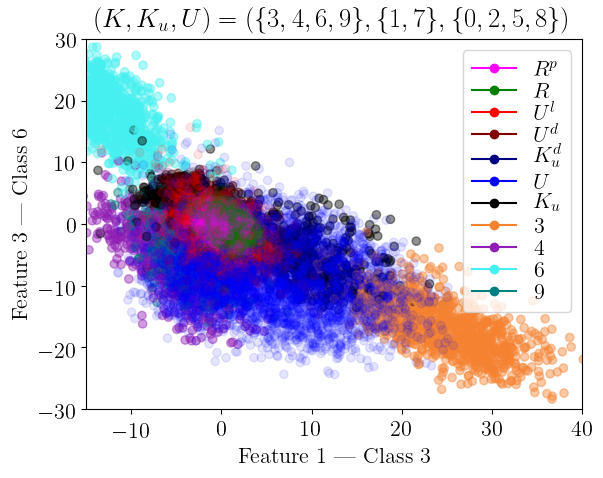 (K, K_u, U) = ({3, 4, 6, 9}, {1, 7}, {0, 2, 5, 8})
30
20
10
0
−10
−20
−30
Feature 3 — Class 6
R^p
R
U^l
U^d
K_u^d
U
K_u
3
4
6
9
−10
0
10
20
30
40
Feature 1 — Class 3